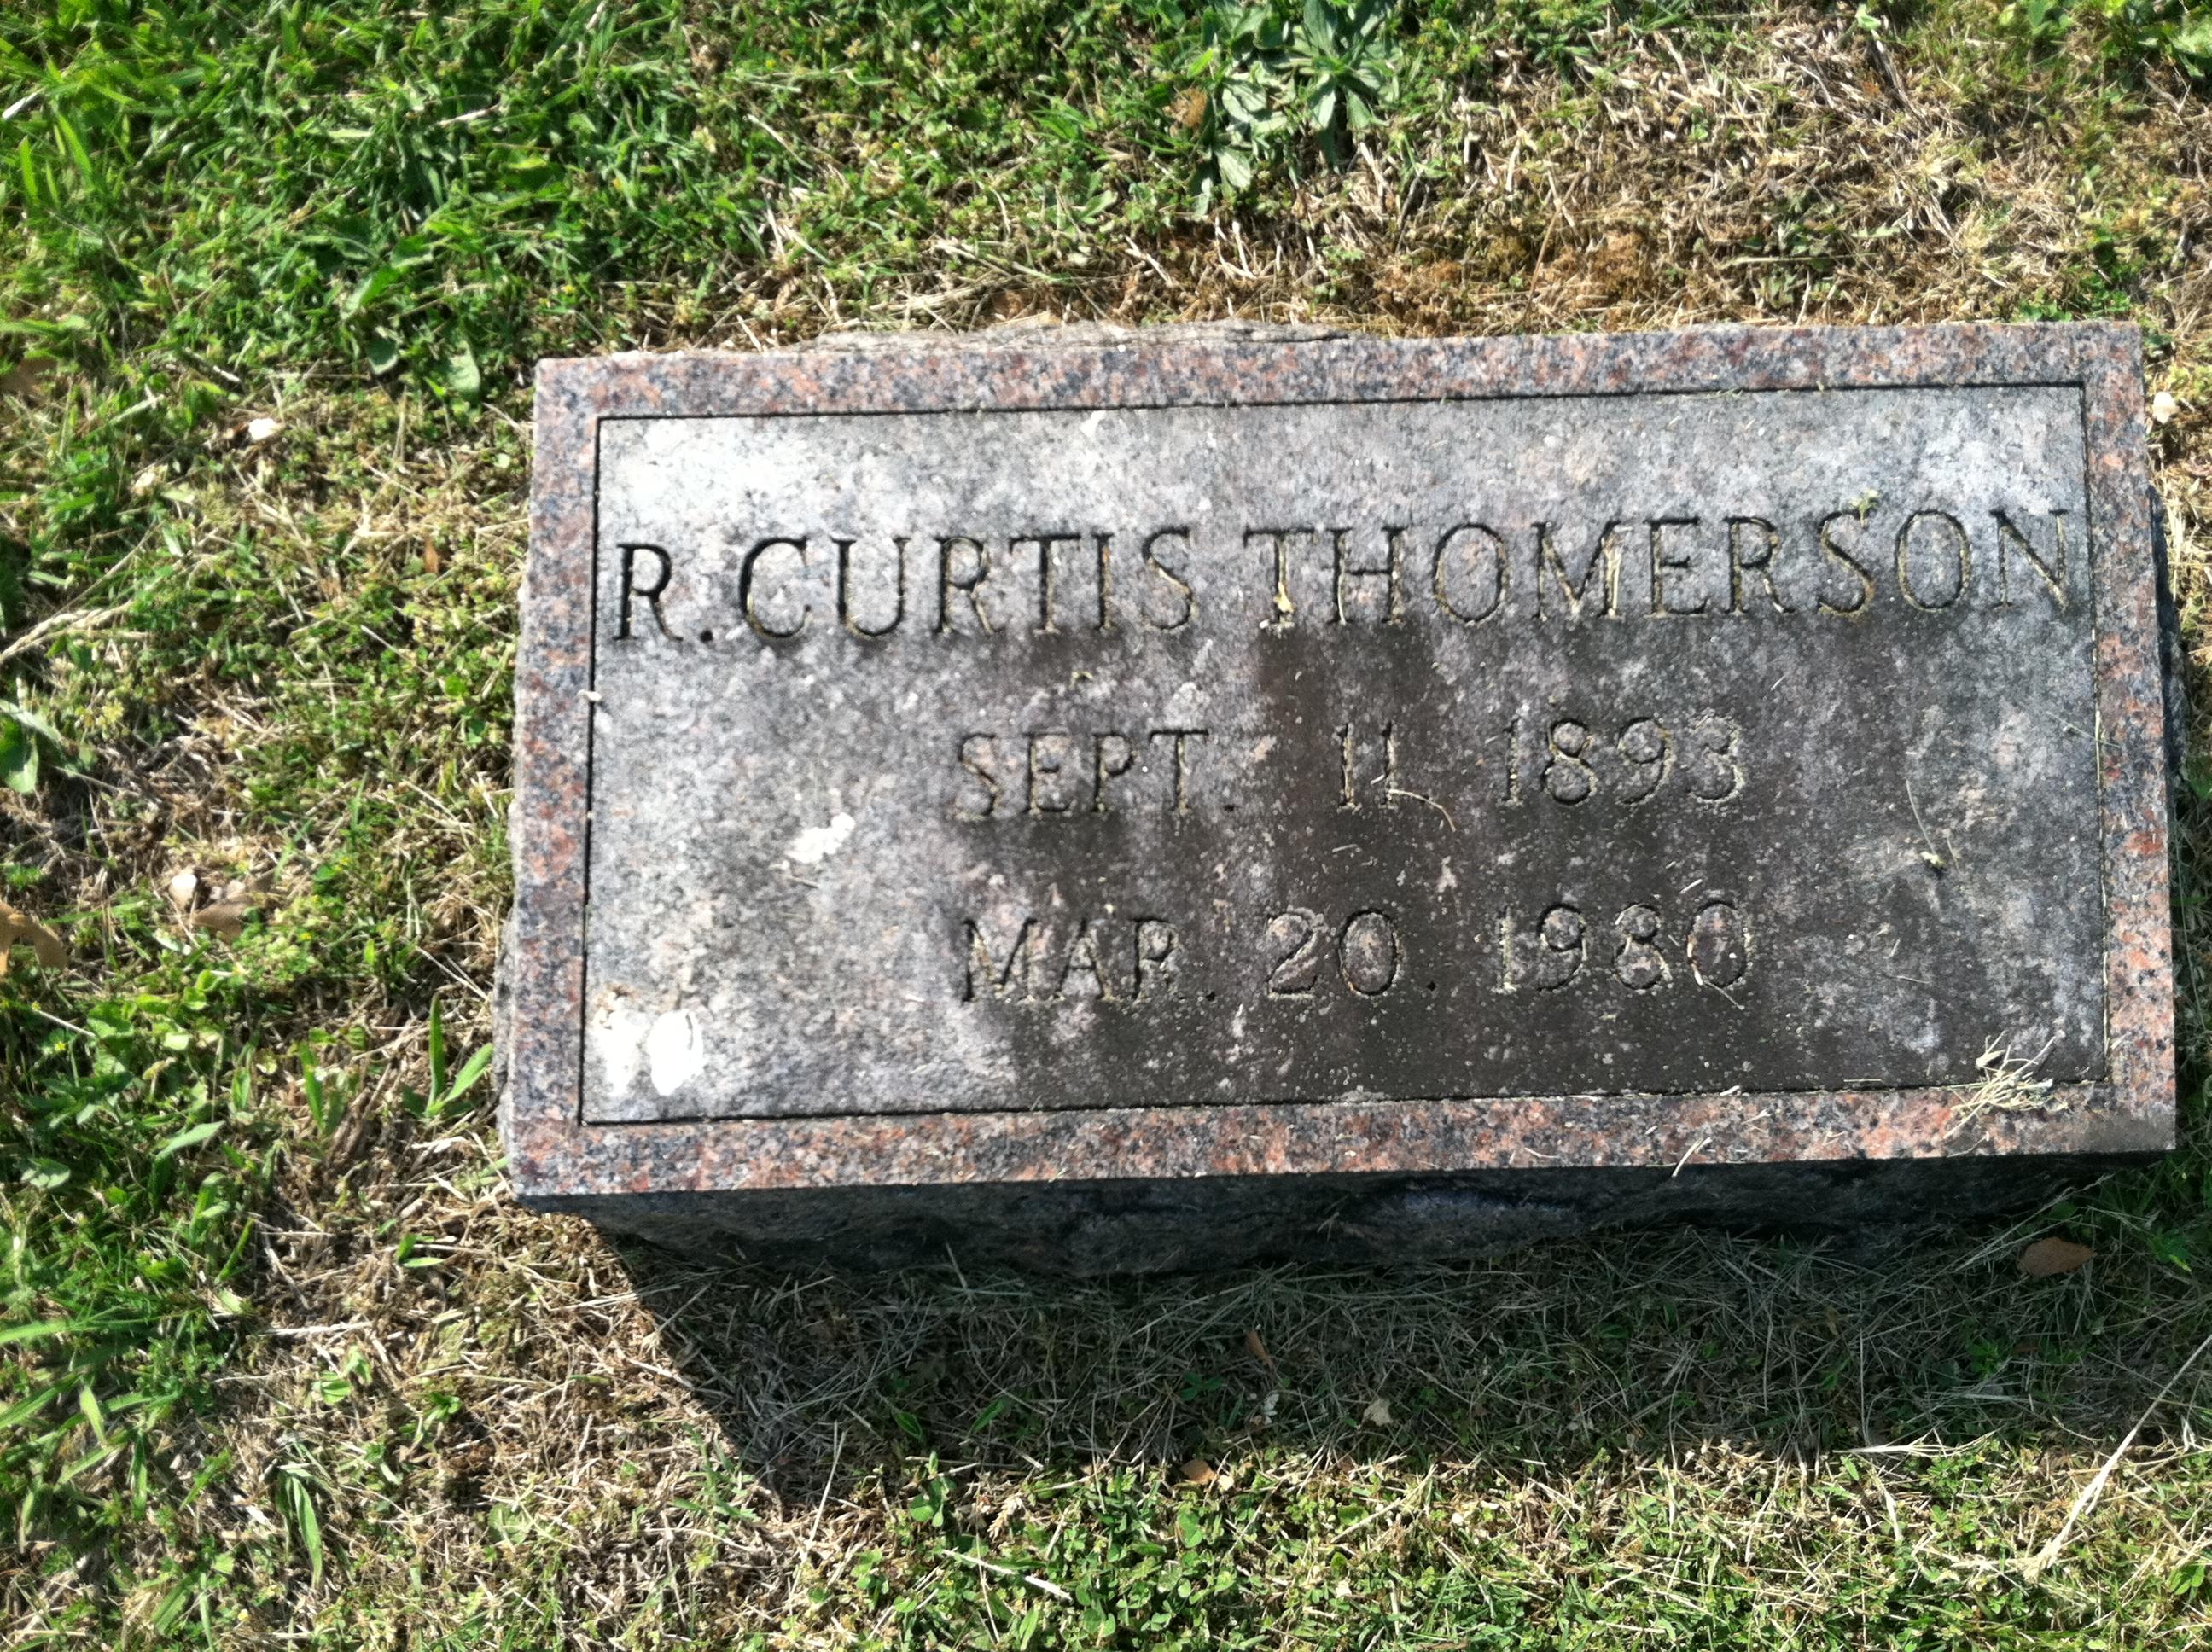 R. CURTIS THOMERSON
SEPT. 11 1893
MAR. 20. 1980